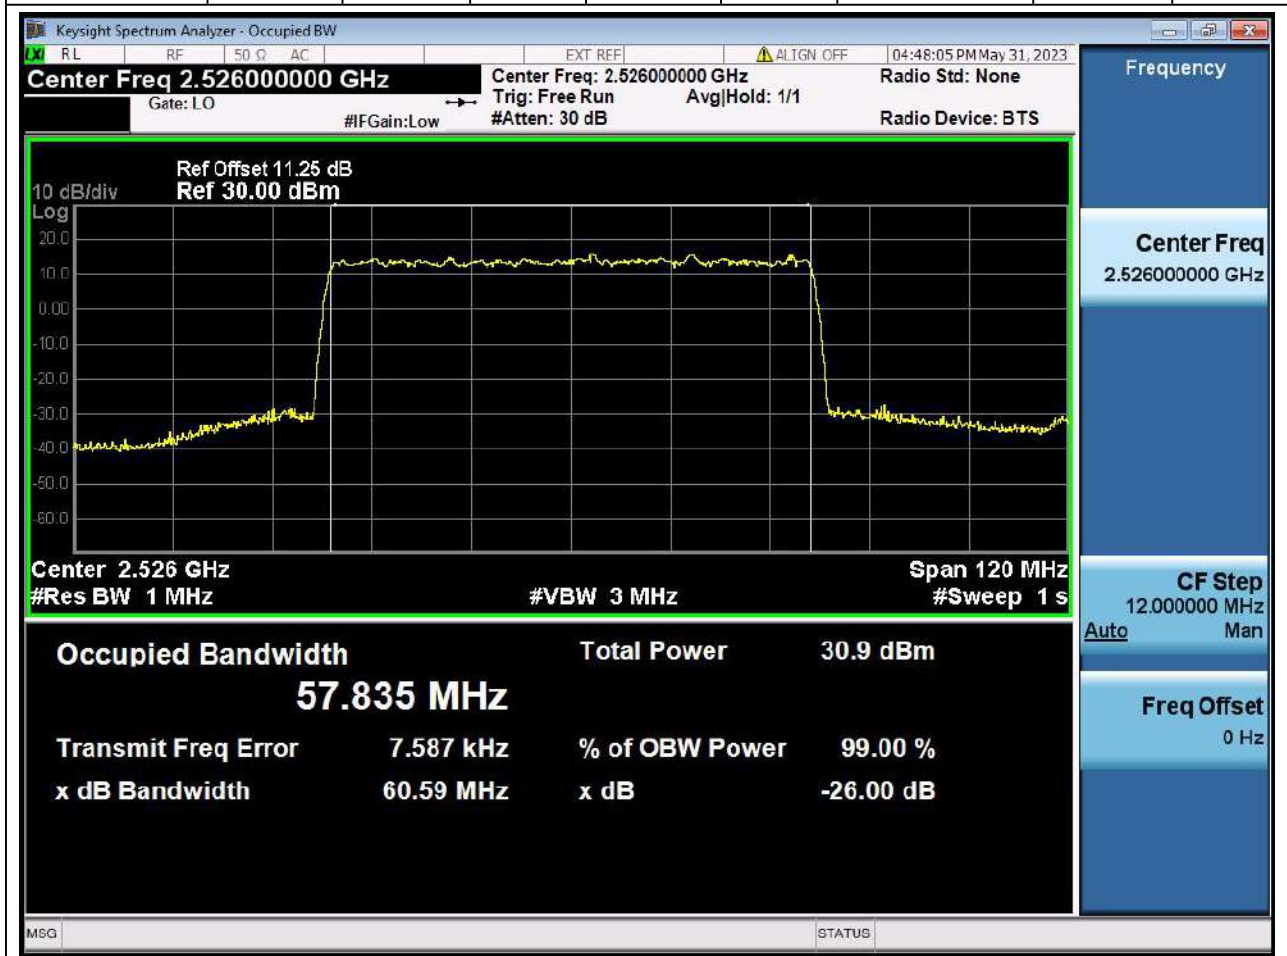 Keysight Spectrum Analyzer - Occupied BW
LXI RL RF 50 Ω AC EXT REF ALIGN OFF 04:48:05 PM May 31, 2023
Center Freq 2.526000000 GHz
Gate: LO
#IFGain:Low
Center Freq: 2.526000000 GHz
Trig: Free Run Avg|Hold: 1/1
#Atten: 30 dB
Radio Std: None
Radio Device: BTS
Ref Offset 11.25 dB
10 dB/div Ref 30.00 dBm
Log
20.0
10.0
0.00
-10.0
-20.0
-30.0
-40.0
-50.0
-60.0
Center 2.526 GHz Span 120 MHz
#Res BW 1 MHz #VBW 3 MHz #Sweep 1 s
Occupied Bandwidth Total Power 30.9 dBm
57.835 MHz
Transmit Freq Error 7.587 kHz % of OBW Power 99.00 %
x dB Bandwidth 60.59 MHz x dB -26.00 dB
Frequency
Center Freq
2.526000000 GHz
CF Step
12.000000 MHz
Auto Man
Freq Offset
0 Hz
MSG STATUS